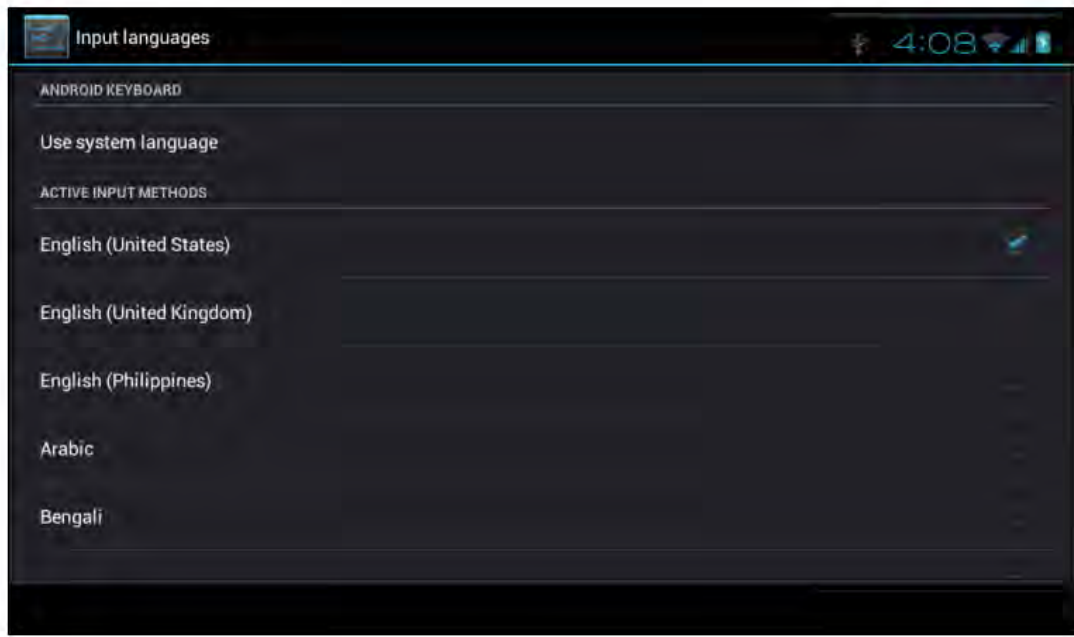 Input languages
4:08
ANDROID KEYBOARD
Use system language
ACTIVE INPUT METHODS
English (United States)
English (United Kingdom)
English (Philippines)
Arabic
Bengali